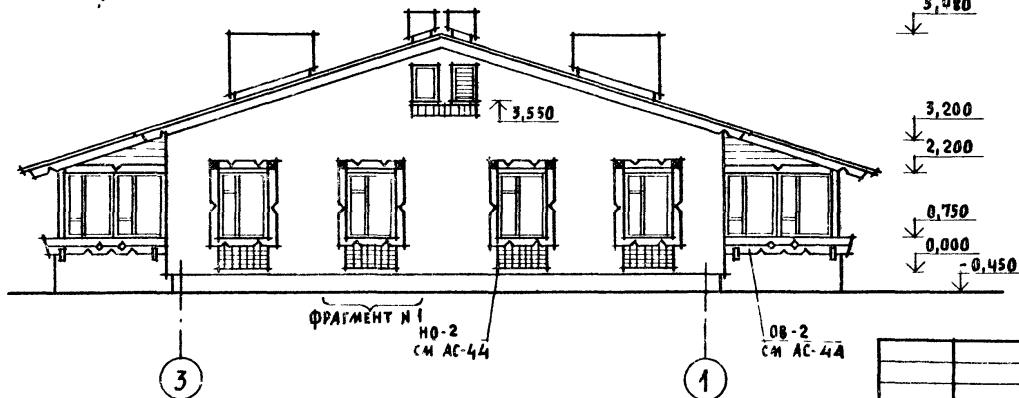 3,550
3,200
2,200
0,750
0,000
-0,450
ФРАГМЕНТ N 1
НО-2
СМ АС-44
ОВ-2
СМ АС-44
3
1